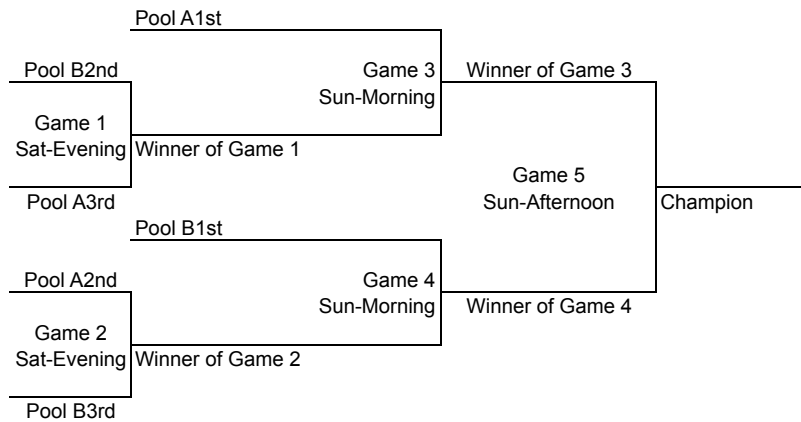 Pool A1st
Pool B2nd
Game 3
Winner of Game 3
Sun-Morning
Game 1
Sat-Evening
Winner of Game 1
Game 5
Sun-Afternoon
Pool A3rd
Champion
Pool B1st
Pool A2nd
Game 4
Sun-Morning
Winner of Game 4
Game 2
Sat-Evening
Winner of Game 2
Pool B3rd